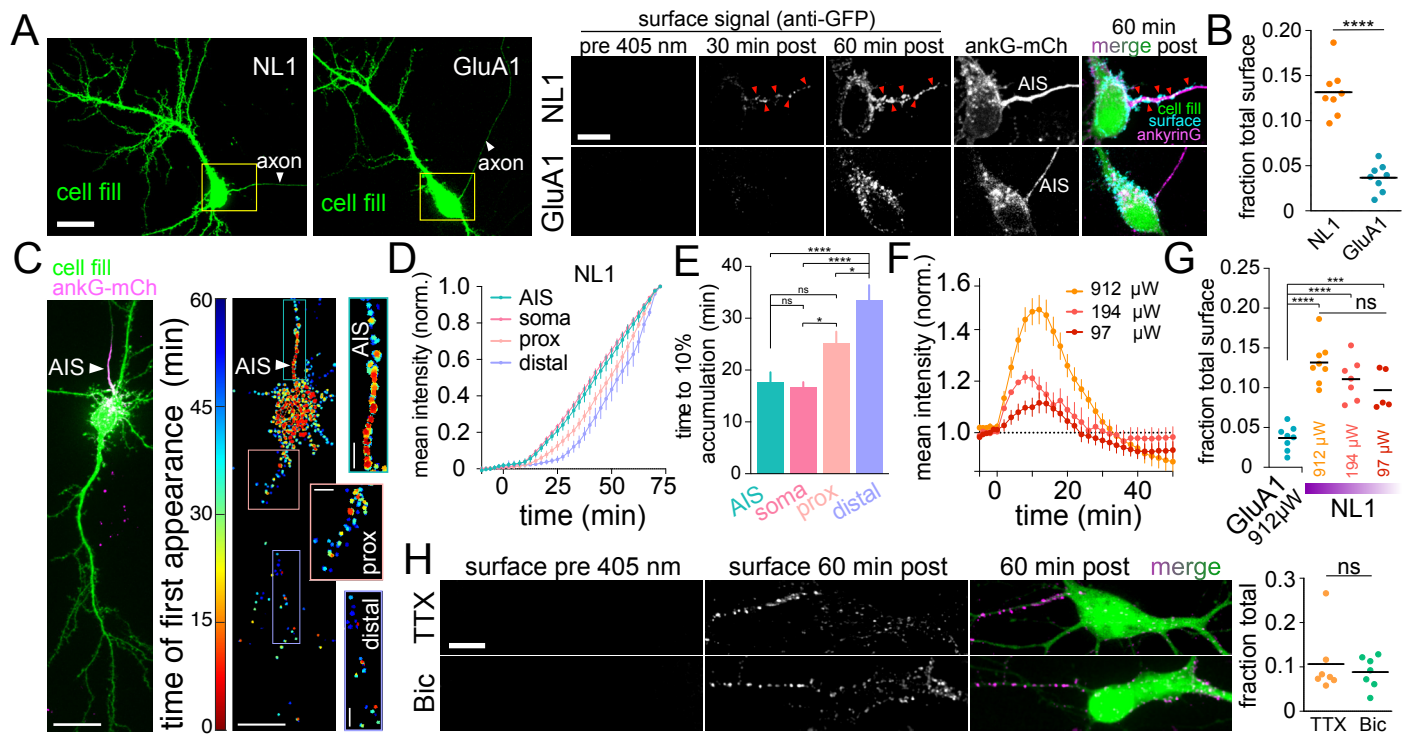 A
NL1
axon
cell fill
GluA1
axon
cell fill
surface signal (anti-GFP)
pre 405 nm
30 min post
60 min post
ankG-mCh
60 min
merge post
NL1
AIS
cell fill
surface
ankyrinG
GluA1
AIS
B
****
fraction total surface
0.20
0.15
0.10
0.05
0
NL1
GluA1
C
cell fill
ankG-mCh
AIS
time of first appearance (min)
60
45
30
15
0
AIS
AIS
prox
distal
D
NL1
mean intensity (norm.)
1.0
0.8
0.6
0.4
0.2
0
AIS
soma
prox
distal
0
25
50
75
time (min)
E
time to 10%
accumulation (min)
40
30
20
10
0
****
****
*
ns
ns
*
AIS
soma
prox
distal
F
mean intensity (norm.)
1.6
1.4
1.2
1.0
912 µW
194 µW
97 µW
0
20
40
time (min)
G
fraction total surface
0.25
0.20
0.15
0.10
0.05
0
***
****
****
ns
912 µW
194 µW
97 µW
GluA1
912µW
NL1
H
surface pre 405 nm
surface 60 min post
60 min post merge
TTX
Bic
fraction total
0.3
0.2
0.1
0
ns
TTX
Bic